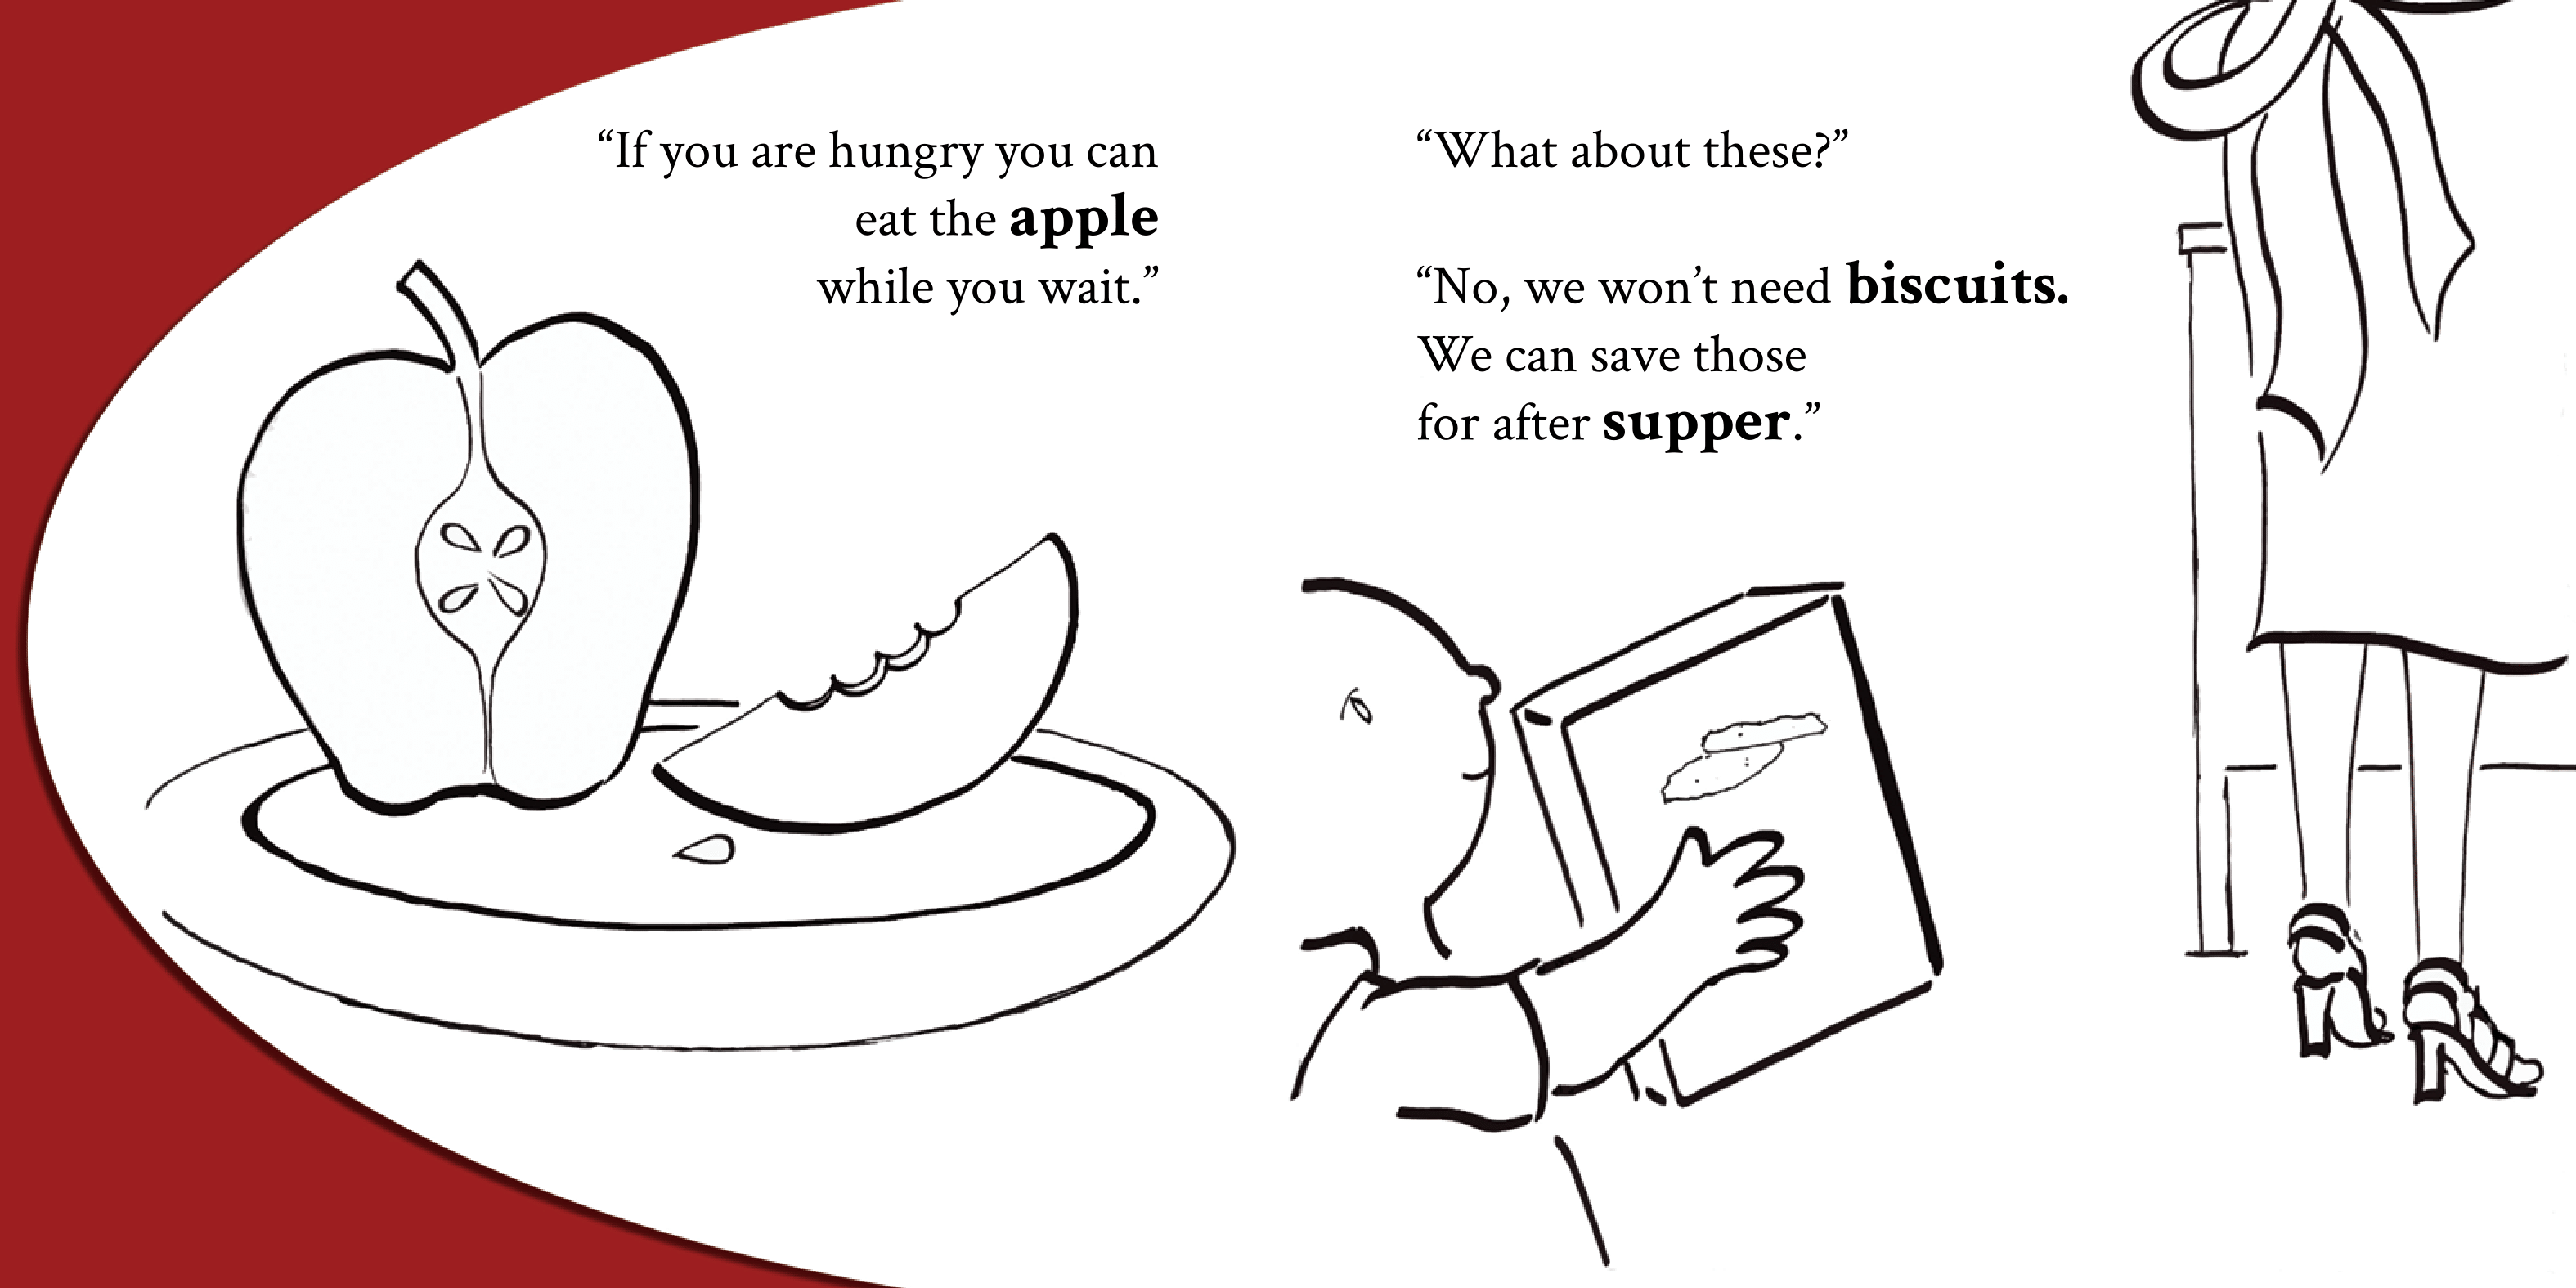 “If you are hungry you can
eat the apple
while you wait.”
“What about these?”
“No, we won’t need biscuits.
We can save those
for after supper.”